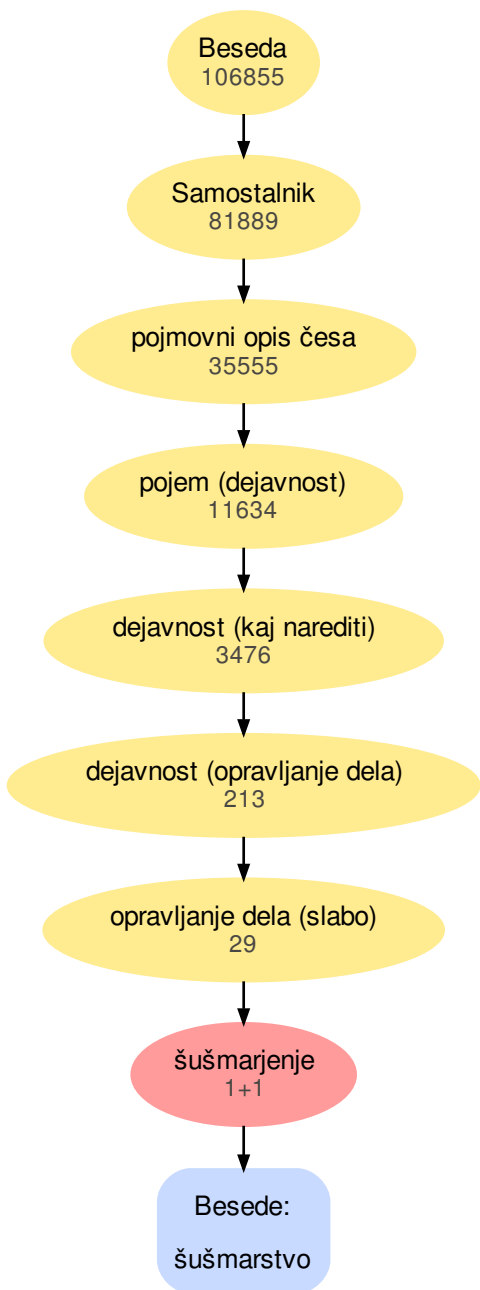 Beseda
106855
Samostalnik
81889
pojmovni opis česa
35555
pojem (dejavnost)
11634
dejavnost (kaj narediti)
3476
dejavnost (opravljanje dela)
213
opravljanje dela (slabo)
29
šušmarjenje
1+1
Besede:
šušmarstvo